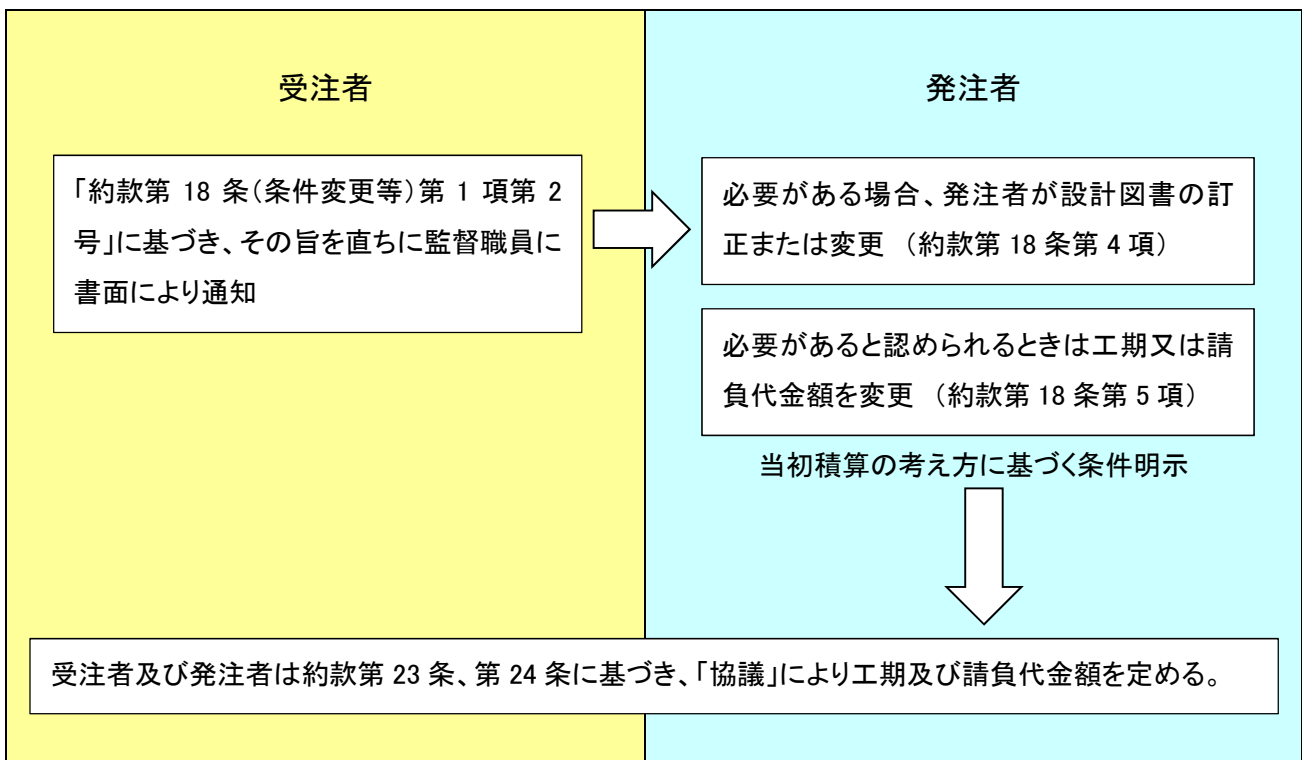 受注者
「約款第 18 条（条件変更等）第 1 項第 2
号」に基づき、その旨を直ちに監督職員に
書面により通知
発注者
必要がある場合、発注者が設計図書の訂
正または変更 （約款第 18 条第 4 項）
必要があると認められるときは工期又は請
負代金額を変更 （約款第 18 条第 5 項）
当初積算の考え方に基づく条件明示
受注者及び発注者は約款第 23 条、第 24 条に基づき、「協議」により工期及び請負代金額を定める。